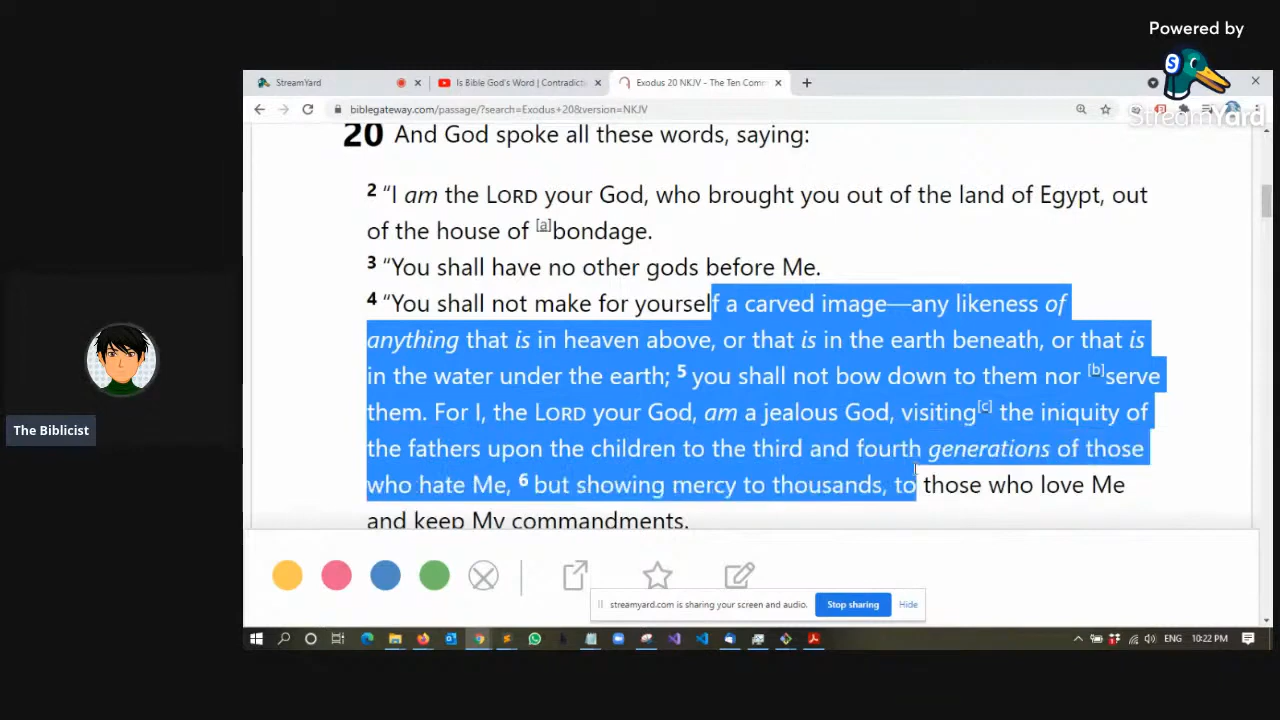 Powered by
S
StreamYard
StreamYard
Is Bible God's Word | Contradicti
Exodus 20 NKJV - The Ten Comm
biblegateway.com/passage/?search=Exodus+20&version=NKJV
20 And God spoke all these words, saying:
2 “I am the LORD your God, who brought you out of the land of Egypt, out
of the house of [a]bondage.
3 “You shall have no other gods before Me.
4 “You shall not make for yourself a carved image—any likeness of
anything that is in heaven above, or that is in the earth beneath, or that is
in the water under the earth; 5 you shall not bow down to them nor [b]serve
them. For I, the LORD your God, am a jealous God, visiting[c] the iniquity of
the fathers upon the children to the third and fourth generations of those
who hate Me, 6 but showing mercy to thousands, to those who love Me
and keep My commandments.
The Biblicist
streamyard.com is sharing your screen and audio.
Stop sharing
Hide
ENG
10:22 PM